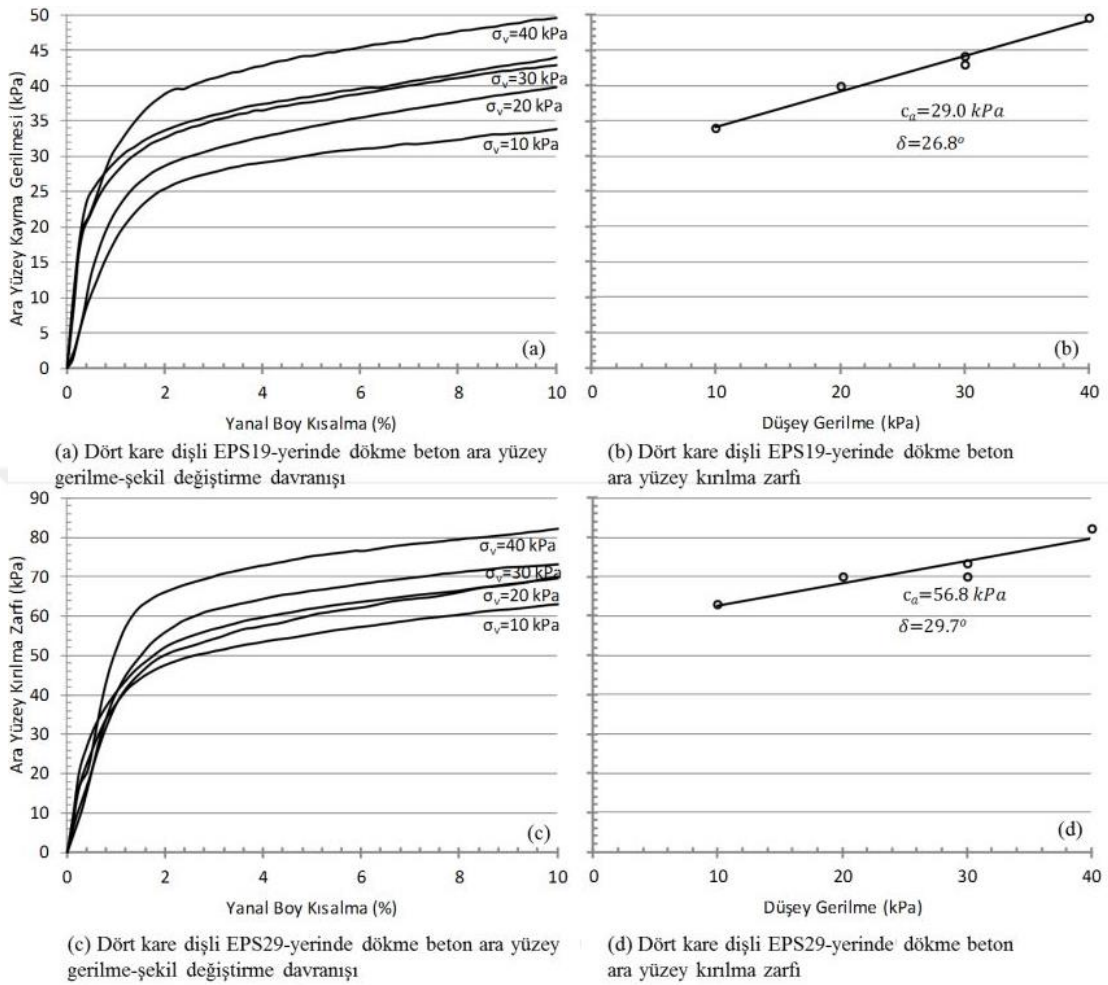 50
45
40
35
30
25
20
15
10
5
0
Ara Yüzey Kayma Gerilmesi (kPa)
σv=40 kPa
σv=30 kPa
σv=20 kPa
σv=10 kPa
(a)
0 2 4 6 8 10
Yanal Boy Kısalma (%)
ca=29.0 kPa
δ=26.8o
(b)
0 10 20 30 40
Düşey Gerilme (kPa)
(a) Dört kare dişli EPS19-yerinde dökme beton ara yüzey
gerilme-şekil değiştirme davranışı
(b) Dört kare dişli EPS19-yerinde dökme beton
ara yüzey kırılma zarfı
90
80
70
60
50
40
30
20
10
0
Ara Yüzey Kırılma Zarfı (kPa)
σv=40 kPa
σv=30 kPa
σv=20 kPa
σv=10 kPa
(c)
0 2 4 6 8 10
Yanal Boy Kısalma (%)
ca=56.8 kPa
δ=29.7o
(d)
0 10 20 30 40
Düşey Gerilme (kPa)
(c) Dört kare dişli EPS29-yerinde dökme beton ara yüzey
gerilme-şekil değiştirme davranışı
(d) Dört kare dişli EPS29-yerinde dökme beton
ara yüzey kırılma zarfı